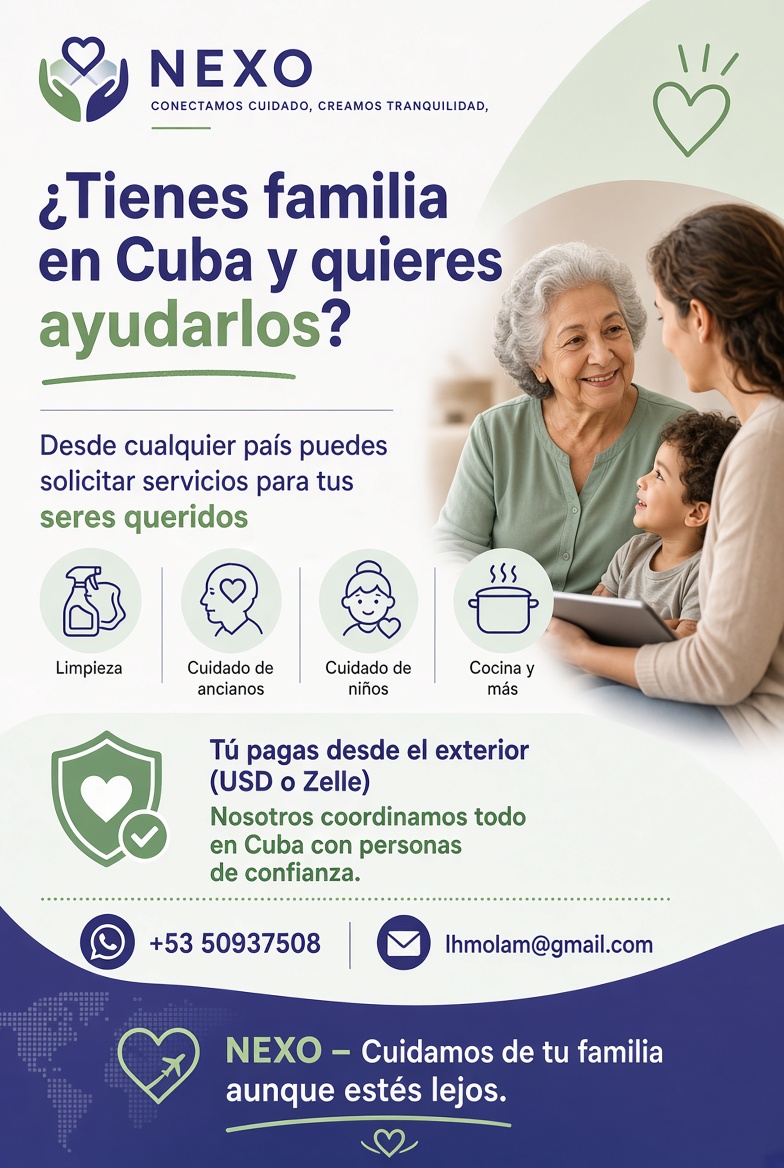 NEXO
CONECTAMOS CUIDADO, CREAMOS TRANQUILIDAD,
¿Tienes familia
en Cuba y quieres
ayudarlos?
Desde cualquier país puedes
solicitar servicios para tus
seres queridos
Limpieza
Cuidado de
ancianos
Cuidado de
niños
Cocina y
más
Tú pagas desde el exterior
(USD o Zelle)
Nosotros coordinamos todo
en Cuba con personas
de confianza.
+53 50937508
lhmolam@gmail.com
NEXO – Cuidamos de tu familia
aunque estés lejos.